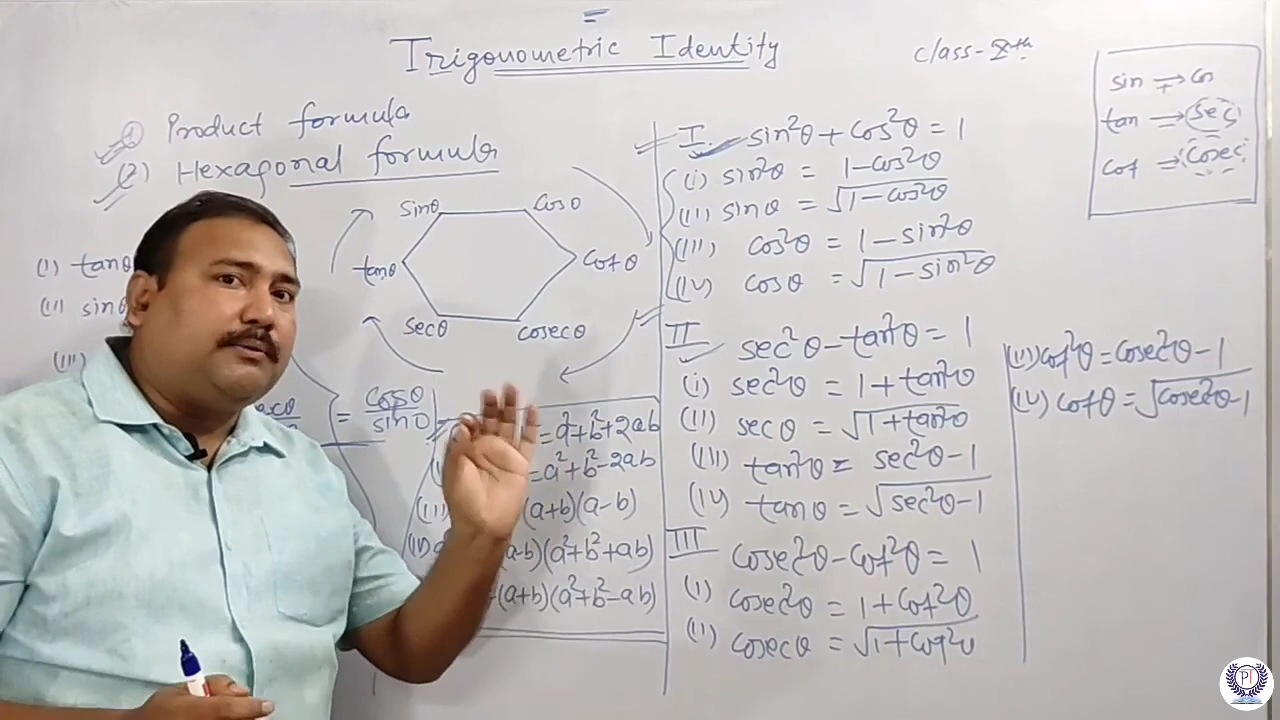 Trigonometric Identity
Class-Xth
(1) Product formula
(2) Hexagonal formula
sinθ cosθ
tanθ cotθ
secθ cosecθ
(i) tanθ
(ii) sinθ
(iii)
= cosθ/sinθ
= a²+b²+2ab
= a²+b²-2ab
(iii) (a+b)(a-b)
(iv) (a-b)(a²+b²+ab)
(a+b)(a²+b²-ab)
I. sin²θ+cos²θ = 1
(i) sin²θ = 1-cos²θ
(ii) sinθ = √1-cos²θ
(iii) cos²θ = 1-sin²θ
(iv) cosθ = √1-sin²θ
II sec²θ-tan²θ = 1
(i) sec²θ = 1+tan²θ
(ii) secθ = √1+tan²θ
(iii) tan²θ = sec²θ-1
(iv) tanθ = √sec²θ-1
III cosec²θ-cot²θ = 1
(i) cosec²θ = 1+cot²θ
(ii) cosecθ = √1+cot²θ
(iii) cot²θ = cosec²θ-1
(iv) cotθ = √cosec²θ-1
sin → cos
tan → sec
cot → cosec
PI